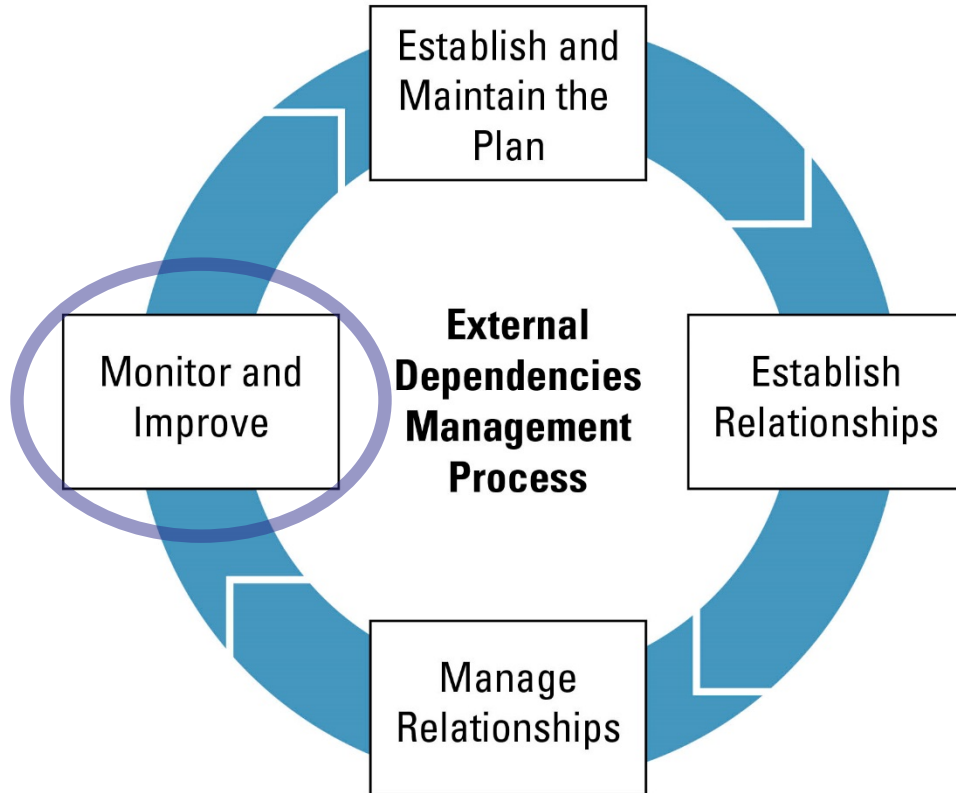 Establish and
Maintain the
Plan
External
Dependencies
Management
Process
Establish
Relationships
Manage
Relationships
Monitor and
Improve